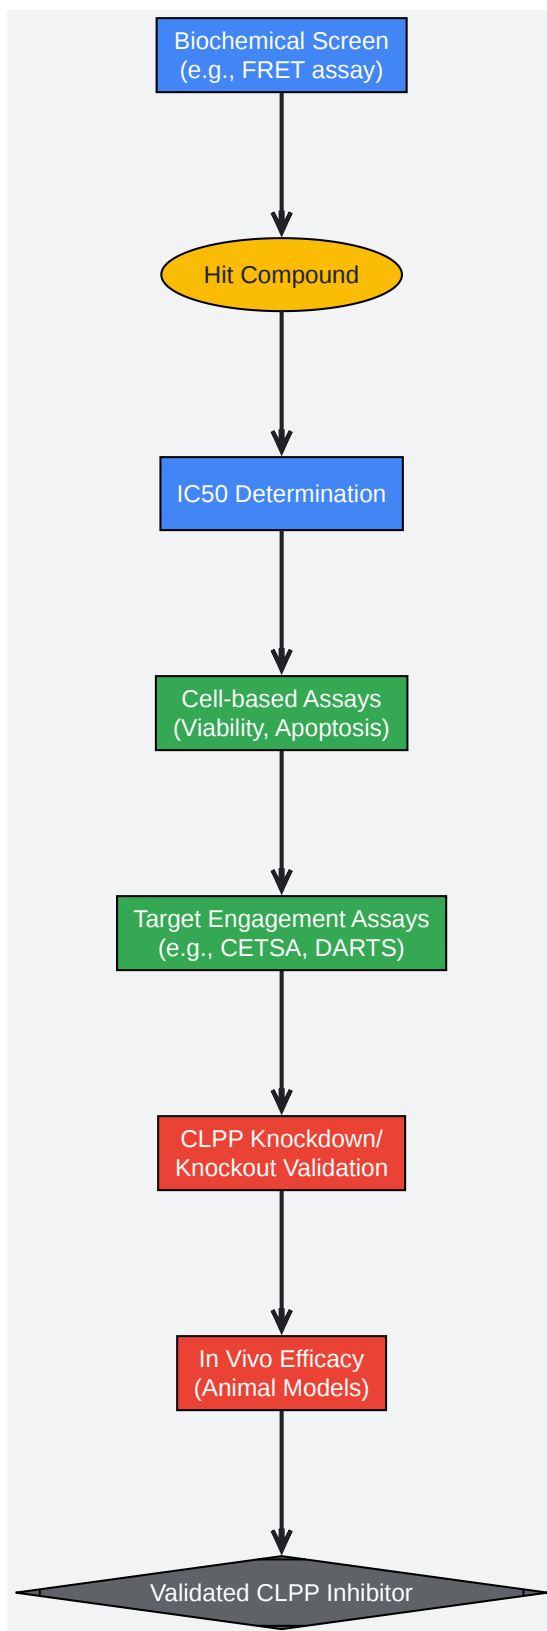 Biochemical Screen
(e.g., FRET assay)
Hit Compound
IC50 Determination
Cell-based Assays
(Viability, Apoptosis)
Target Engagement Assays
(e.g., CETSA, DARTS)
CLPP Knockdown/
Knockout Validation
In Vivo Efficacy
(Animal Models)
Validated CLPP Inhibitor